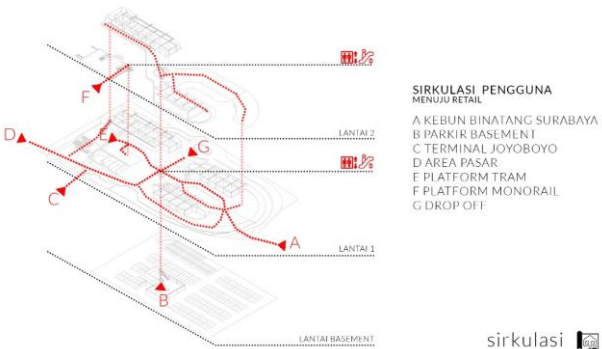 F
LANTAI 2
D
E
G
C
A
LANTAI 1
B
LANTAI BASEMENT
SIRKULASI PENGGUNA
MENUJU RETAIL
A KEBUN BINATANG SURABAYA
B PARKIR BASEMENT
C TERMINAL JOYOBOYO
D AREA PASAR
E PLATFORM TRAM
F PLATFORM MONORAIL
G DROP OFF
sirkulasi